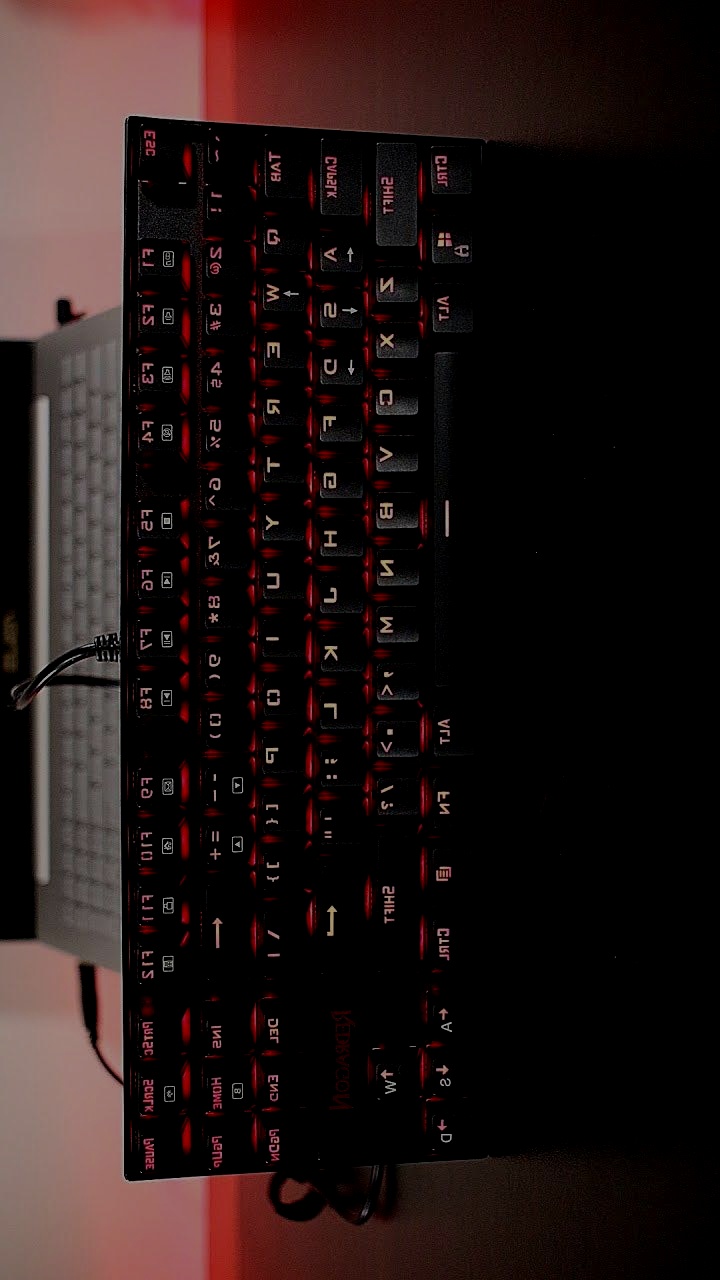 ESC F1 F2 F3 F4 F5 F6 F7 F8 F9 F10 F11 F12 PRTSC SCRLK PAUSE
` ~ 1 ! 2 @ 3 # 4 $ 5 % 6 ^ 7 & 8 * 9 ( 0 ) - _ = + ← INS HOME PGUP
TAB Q W ↑ E R T Y U I O P [ { ] } \ | DEL END PGDN
CAPSLK A ← S ↓ D → F G H J K L ; : ' "
REDRAGON
SHIFT Z X C V B N M , < . > / ? SHIFT ↑ W
CTRL ALT ALT FN CTRL ← A ↓ S → D